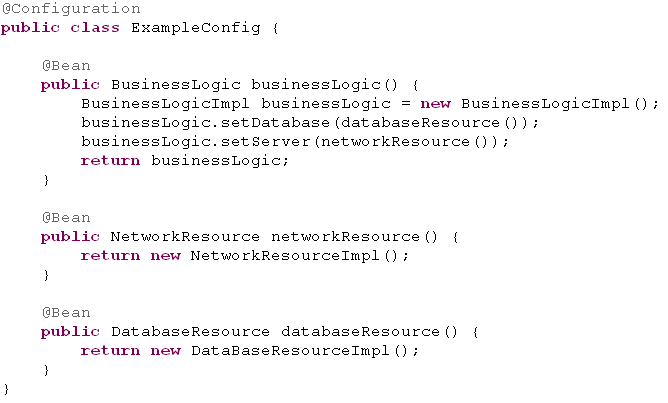 @Configuration
public class ExampleConfig {
@Bean
public BusinessLogic businessLogic() {
BusinessLogicImpl businessLogic = new BusinessLogicImpl();
businessLogic.setDatabase(databaseResource());
businessLogic.setServer(networkResource());
return businessLogic;
}
@Bean
public NetworkResource networkResource() {
return new NetworkResourceImpl();
}
@Bean
public DatabaseResource databaseResource() {
return new DataBaseResourceImpl();
}
}